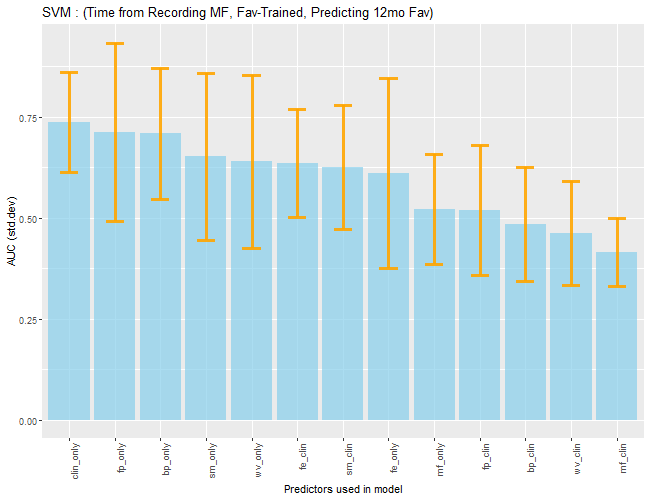 SVM : (Time from Recording MF, Fav-Trained, Predicting 12mo Fav)
AUC (std.dev)
0.75
0.50
0.25
0.00
clin_only
fp_only
bp_only
sm_only
wv_only
fe_clin
sm_clin
fe_only
mf_only
fp_clin
bp_clin
wv_clin
mf_clin
Predictors used in model